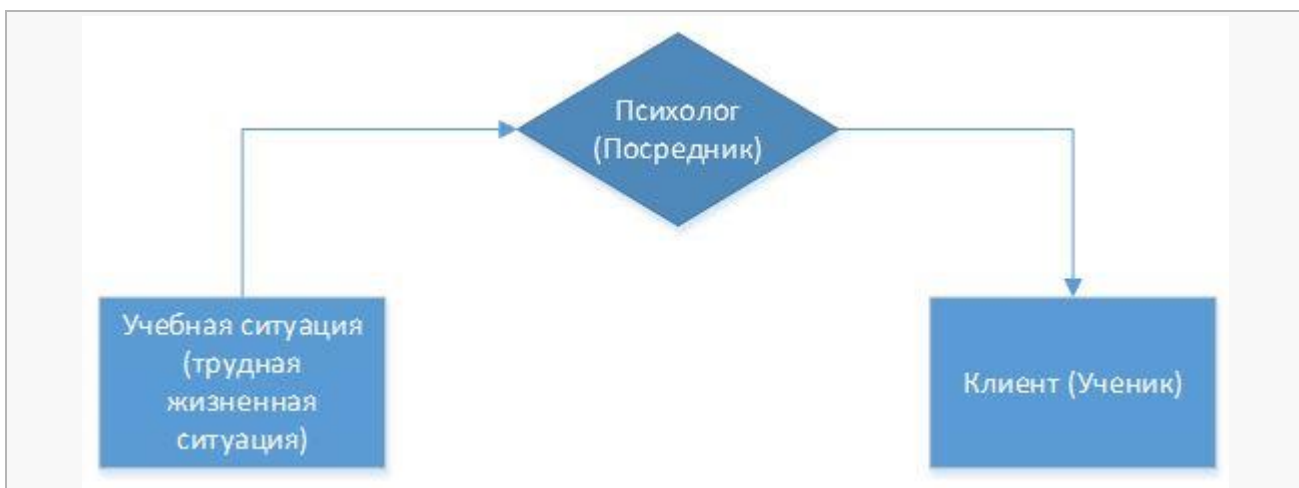 Психолог
(Посредник)
Учебная ситуация
(трудная
жизненная
ситуация)
Клиент (Ученик)